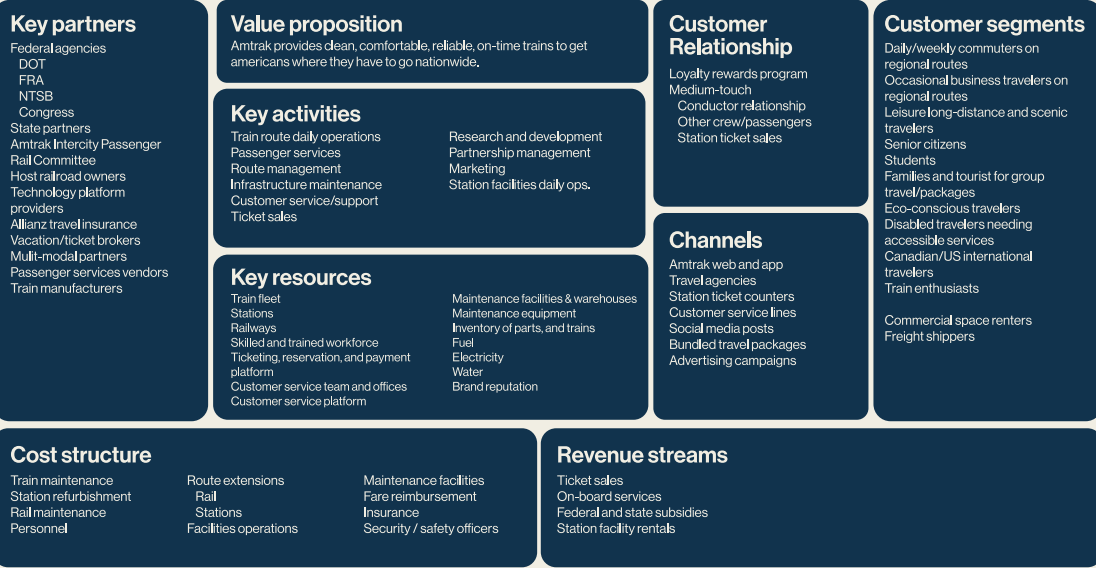 Key partners
Federal agencies
DOT
FRA
NTSB
Congress
State partners
Amtrak Intercity Passenger
Rail Committee
Host railroad owners
Technology platform
providers
Allianz travel insurance
Vacation/ticket brokers
Mulit-modal partners
Passenger services vendors
Train manufacturers
Value proposition
Amtrak provides clean, comfortable, reliable, on-time trains to get
americans where they have to go nationwide.
Key activities
Train route daily operations
Passenger services
Route management
Infrastructure maintenance
Customer service/support
Ticket sales
Research and development
Partnership management
Marketing
Station facilities daily ops.
Key resources
Train fleet
Stations
Railways
Skilled and trained workforce
Ticketing, reservation, and payment
platform
Customer service team and offices
Customer service platform
Maintenance facilities & warehouses
Maintenance equipment
Inventory of parts, and trains
Fuel
Electricity
Water
Brand reputation
Customer
Relationship
Loyalty rewards program
Medium-touch
Conductor relationship
Other crew/passengers
Station ticket sales
Channels
Amtrak web and app
Travel agencies
Station ticket counters
Customer service lines
Social media posts
Bundled travel packages
Advertising campaigns
Customer segments
Daily/weekly commuters on
regional routes
Occasional business travelers on
regional routes
Leisure long-distance and scenic
travelers
Senior citizens
Students
Families and tourist for group
travel/packages
Eco-conscious travelers
Disabled travelers needing
accessible services
Canadian/US international
travelers
Train enthusiasts
Commercial space renters
Freight shippers
Cost structure
Train maintenance
Station refurbishment
Rail maintenance
Personnel
Route extensions
Rail
Stations
Facilities operations
Maintenance facilities
Fare reimbursement
Insurance
Security / safety officers
Revenue streams
Ticket sales
On-board services
Federal and state subsidies
Station facility rentals